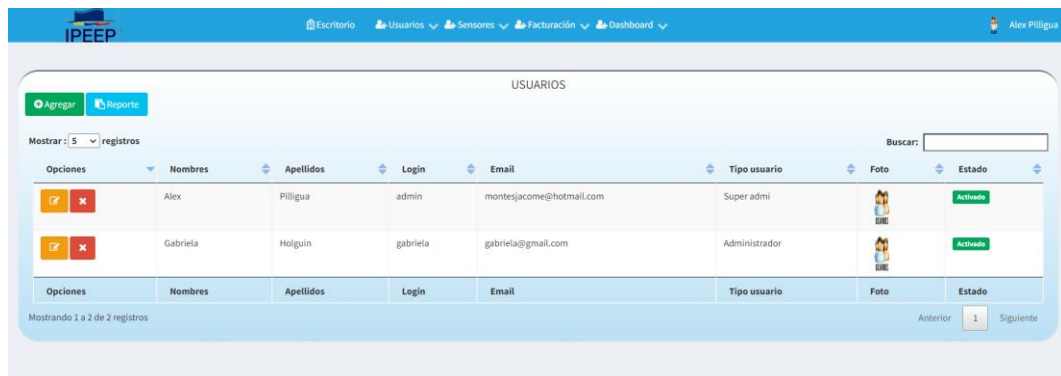 IPEEP
Escritorio Usuarios Sensores Facturación Dashboard Alex Pilligua
USUARIOS
Agregar Reporte
Mostrar : 5 registros Buscar:
Opciones Nombres Apellidos Login Email Tipo usuario Foto Estado
Alex Pilligua admin montesjacome@hotmail.com Super admi Activado
Gabriela Holguin gabriela gabriela@gmail.com Administrador Activado
Opciones Nombres Apellidos Login Email Tipo usuario Foto Estado
Mostrando 1 a 2 de 2 registros Anterior 1 Siguiente